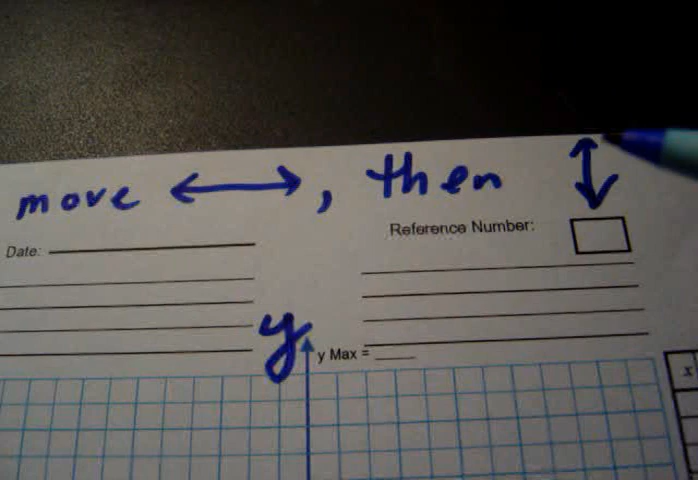 move ↔, then ↕
Date:
Reference Number:
y
y Max =
x